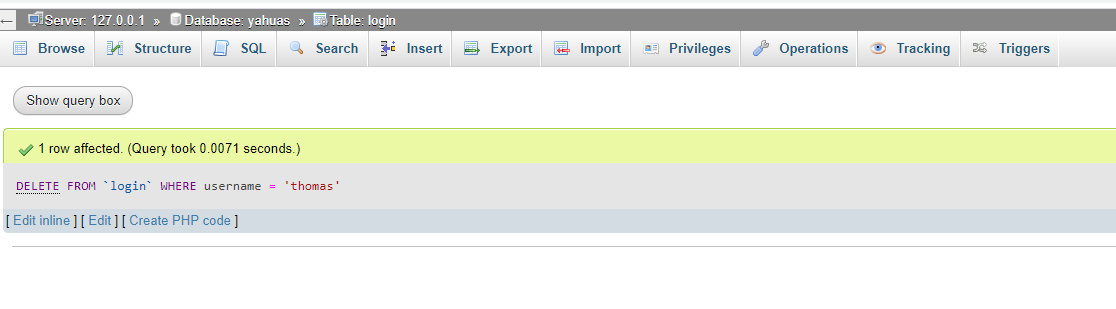 Server: 127.0.0.1 » Database: yahuas » Table: login
Browse Structure SQL Search Insert Export Import Privileges Operations Tracking Triggers
Show query box
1 row affected. (Query took 0.0071 seconds.)
DELETE FROM `login` WHERE username = 'thomas'
[ Edit inline ] [ Edit ] [ Create PHP code ]